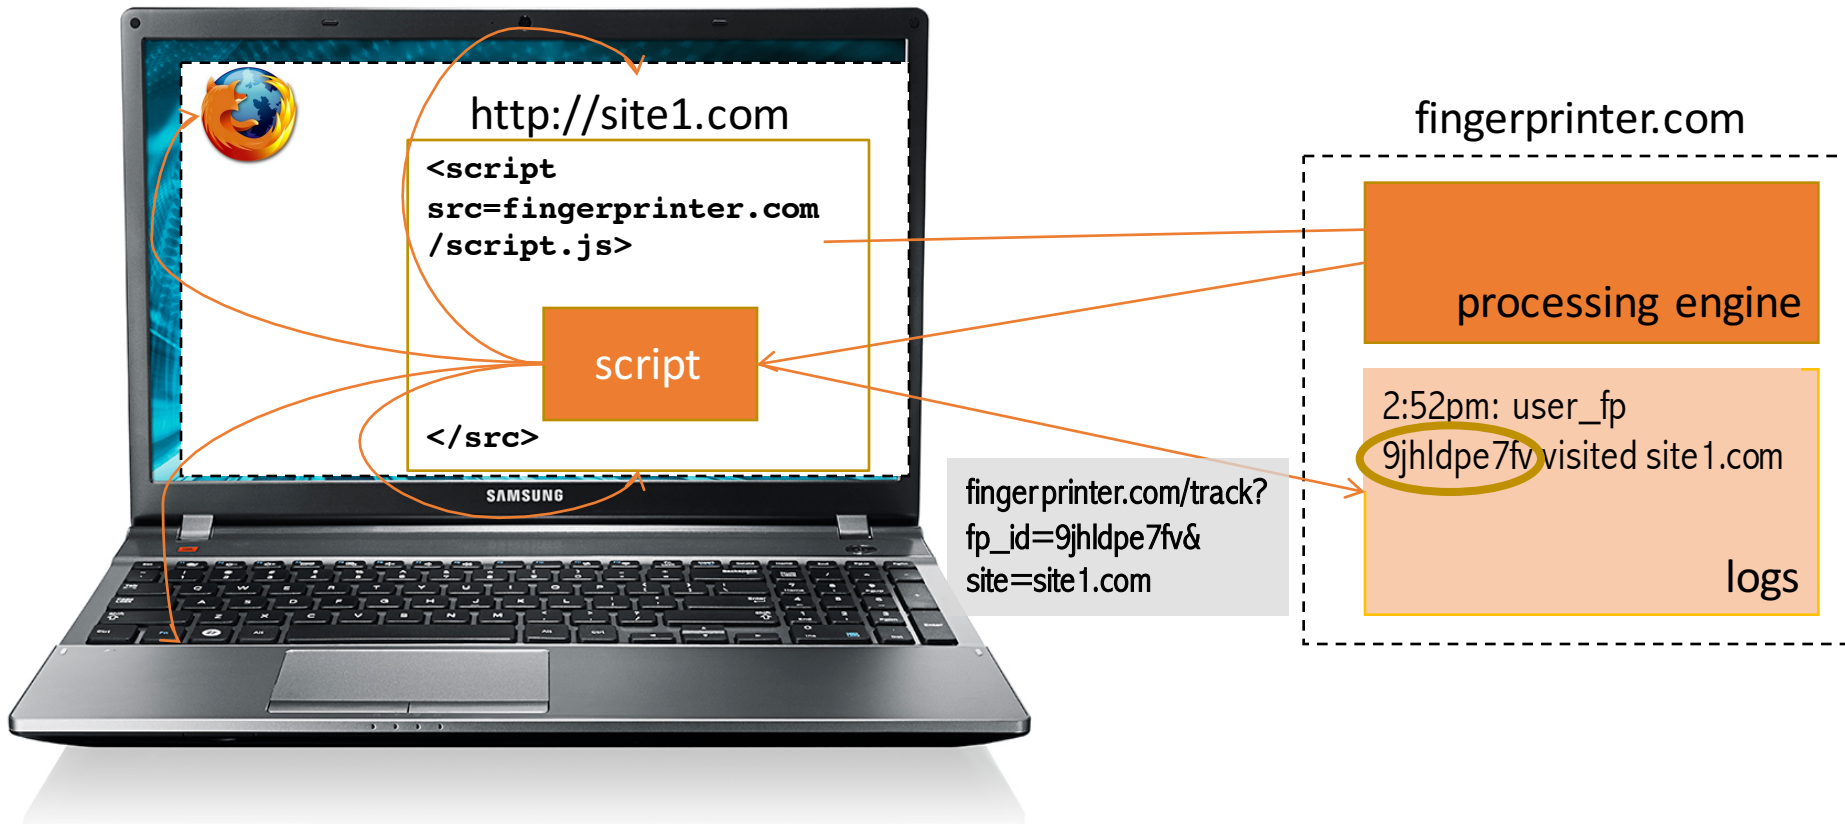 http://site1.com
<script
src=fingerprinter.com
/script.js>
script
</src>
SAMSUNG
fingerprinter.com/track?
fp_id=9jhldpe7fv&
site=site1.com
fingerprinter.com
processing engine
2:52pm: user_fp
9jhldpe7fv visited site1.com
logs